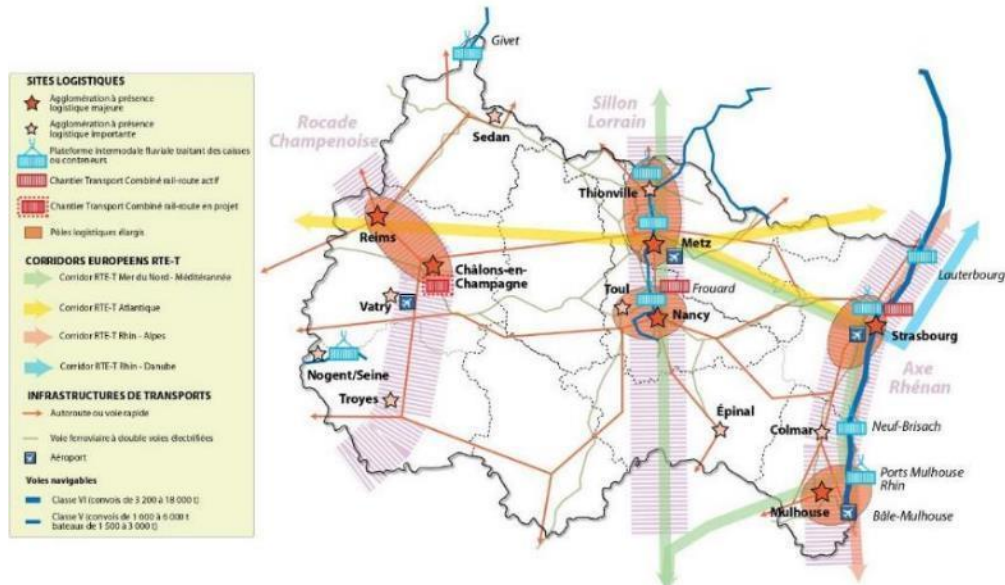 SITES LOGISTIQUES
Agglomération à présence
logistique majeure
Agglomération à présence
logistique importante
Plateforme intermodale fluviale traitant des caisses
ou conteneurs
Chantier Transport Combiné rail-route actif
Chantier Transport Combiné rail-route en projet
Pôles logistiques élargis
CORRIDORS EUROPEENS RTE-T
Corridor RTE-T Mer du Nord - Méditérannée
Corridor RTE-T Atlantique
Corridor RTE-T Rhin - Alpes
Corridor RTE-T Rhin - Danube
INFRASTRUCTURES DE TRANSPORTS
Autoroute ou voie rapide
Voie ferroviaire à double voies électrifiées
Aéroport
Voies navigables
Classe VI (convois de 3 200 à 18 000 t)
Classe V (convois de 1 600 à 6 000 t
bateaux de 1 500 à 3 000 t)
Givet
Rocade
Champenoise
Sedan
Sillon
Lorrain
Thionville
Reims
Metz
Châlons-en-
Champagne
Lauterbourg
Vatry
Toul
Frouard
Nancy
Strasbourg
Nogent/Seine
Axe
Rhénan
Troyes
Épinal
Colmar
Neuf-Brisach
Ports Mulhouse
Rhin
Mulhouse
Bâle-Mulhouse